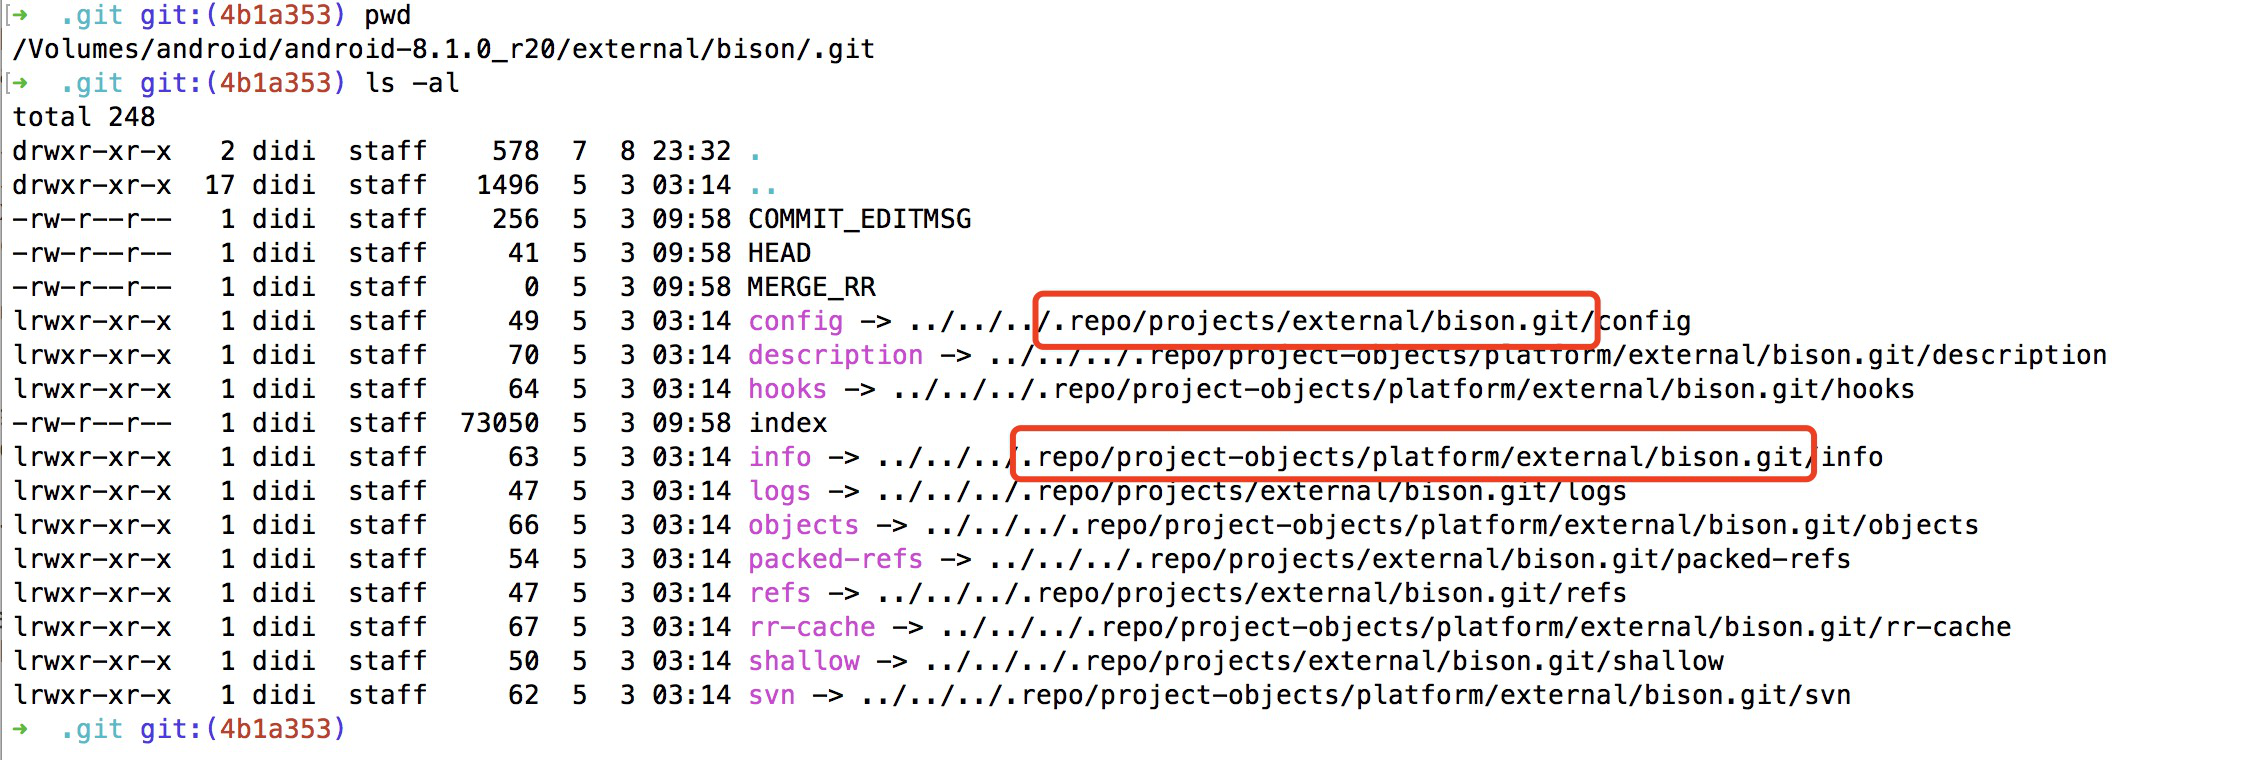 ➜  .git git:(4b1a353) pwd
/Volumes/android/android-8.1.0_r20/external/bison/.git
➜  .git git:(4b1a353) ls -al
total 248
drwxr-xr-x   2 didi  staff    578  7  8 23:32 .
drwxr-xr-x  17 didi  staff   1496  5  3 03:14 ..
-rw-r--r--   1 didi  staff    256  5  3 09:58 COMMIT_EDITMSG
-rw-r--r--   1 didi  staff     41  5  3 09:58 HEAD
-rw-r--r--   1 didi  staff      0  5  3 09:58 MERGE_RR
lrwxr-xr-x   1 didi  staff     49  5  3 03:14 config -> ../../../.repo/projects/external/bison.git/config
lrwxr-xr-x   1 didi  staff     70  5  3 03:14 description -> ../../../.repo/project-objects/platform/external/bison.git/description
lrwxr-xr-x   1 didi  staff     64  5  3 03:14 hooks -> ../../../.repo/project-objects/platform/external/bison.git/hooks
-rw-r--r--   1 didi  staff  73050  5  3 09:58 index
lrwxr-xr-x   1 didi  staff     63  5  3 03:14 info -> ../../../.repo/project-objects/platform/external/bison.git/info
lrwxr-xr-x   1 didi  staff     47  5  3 03:14 logs -> ../../../.repo/projects/external/bison.git/logs
lrwxr-xr-x   1 didi  staff     66  5  3 03:14 objects -> ../../../.repo/project-objects/platform/external/bison.git/objects
lrwxr-xr-x   1 didi  staff     54  5  3 03:14 packed-refs -> ../../../.repo/projects/external/bison.git/packed-refs
lrwxr-xr-x   1 didi  staff     47  5  3 03:14 refs -> ../../../.repo/projects/external/bison.git/refs
lrwxr-xr-x   1 didi  staff     67  5  3 03:14 rr-cache -> ../../../.repo/project-objects/platform/external/bison.git/rr-cache
lrwxr-xr-x   1 didi  staff     50  5  3 03:14 shallow -> ../../../.repo/projects/external/bison.git/shallow
lrwxr-xr-x   1 didi  staff     62  5  3 03:14 svn -> ../../../.repo/project-objects/platform/external/bison.git/svn
➜  .git git:(4b1a353)